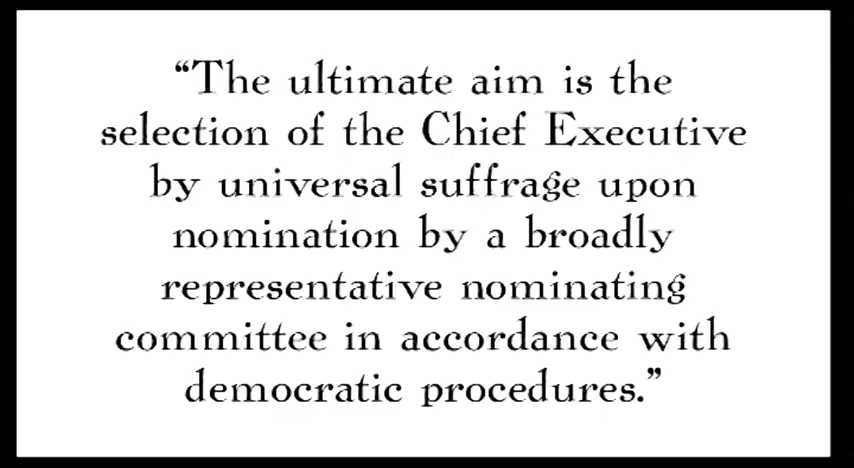 “The ultimate aim is the
selection of the Chief Executive
by universal suffrage upon
nomination by a broadly
representative nominating
committee in accordance with
democratic procedures.”